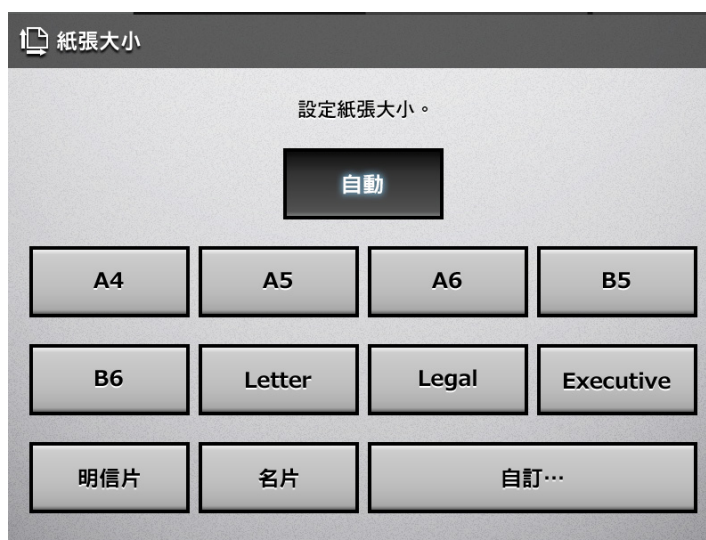 紙張大小
設定紙張大小。
自動
A4 A5 A6 B5
B6 Letter Legal Executive
明信片 名片 自訂…